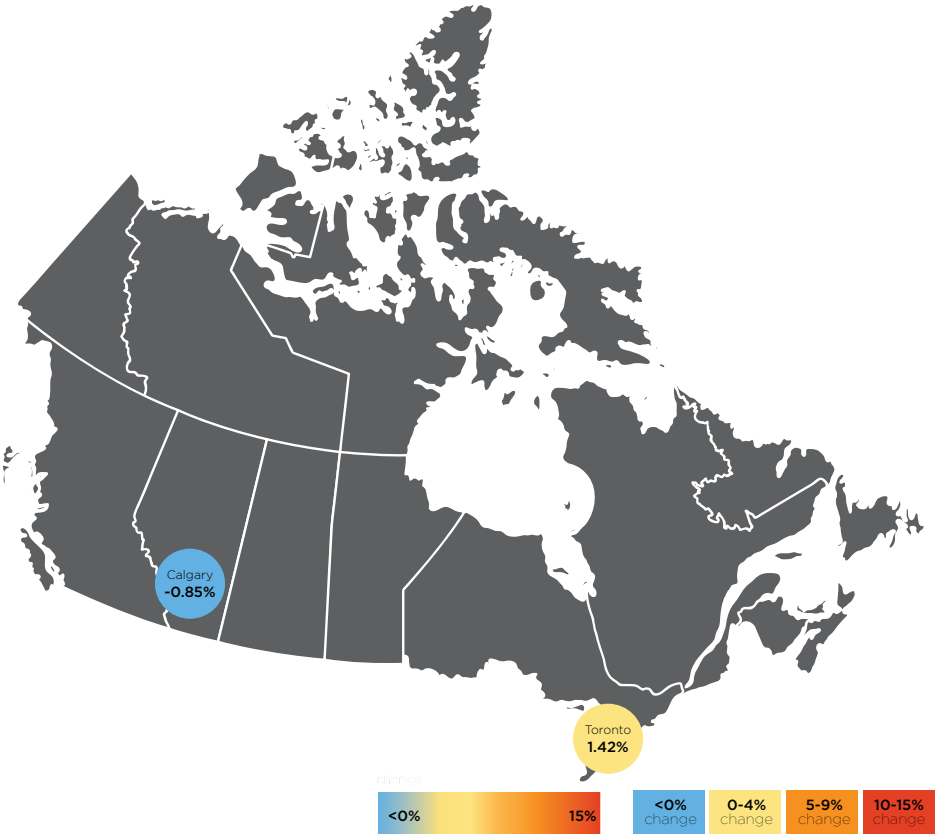 Calgary
-0.85%
Toronto
1.42%
change
<0%
15%
<0%
change
0-4%
change
5-9%
change
10-15%
change